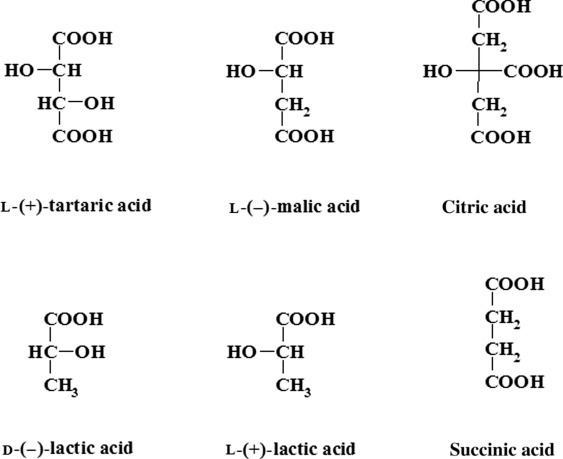 COOH
HO CH
HC OH
COOH
L-(+)-tartaric acid
COOH
HO CH
CH2
COOH
L-(–)-malic acid
COOH
CH2
HO COOH
CH2
COOH
Citric acid
COOH
HC OH
CH3
D-(–)-lactic acid
COOH
HO CH
CH3
L-(+)-lactic acid
COOH
CH2
CH2
COOH
Succinic acid